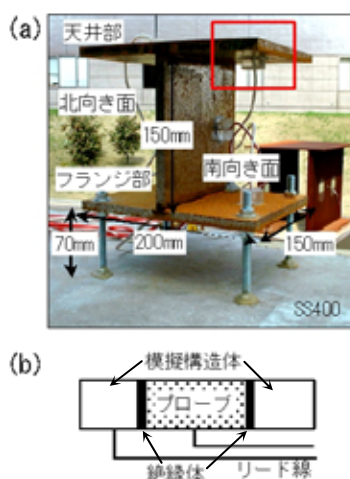 (a)
天井部
北向き面
150mm
フランジ部
南向き面
70mm
200mm
150mm
SS400
(b)
模擬構造体
プローブ
絶縁体
リード線